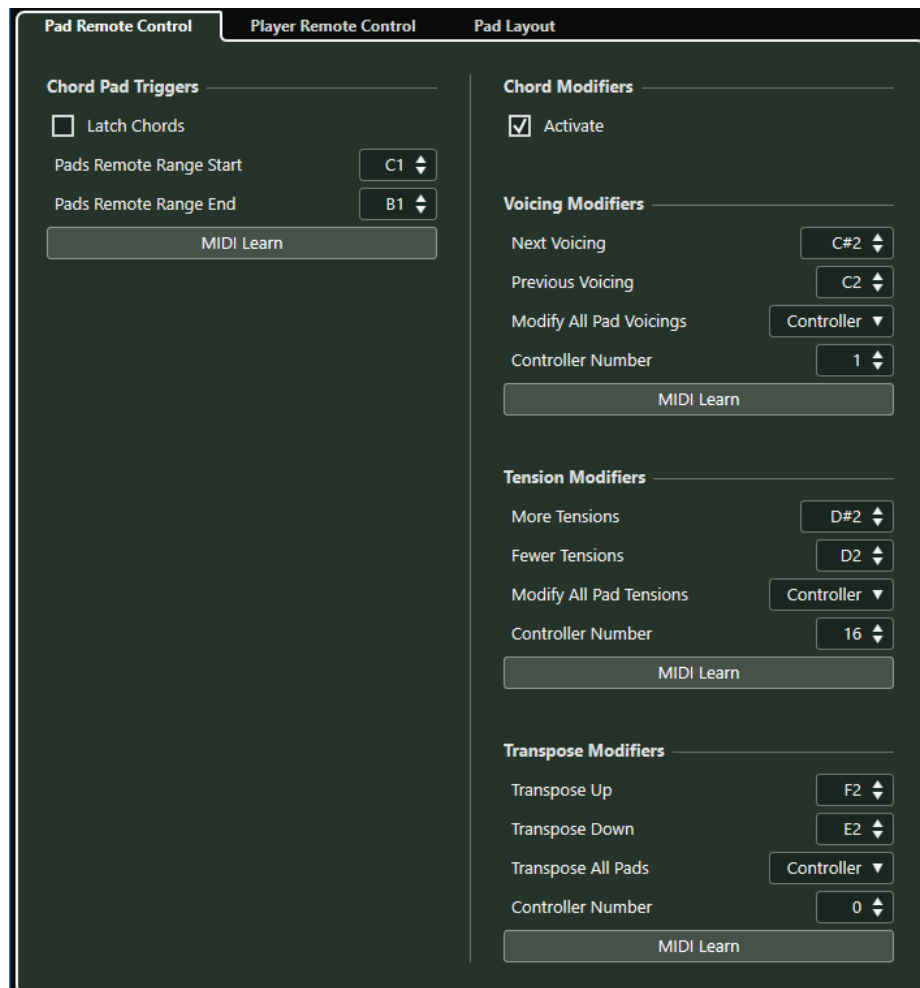 Pad Remote Control Player Remote Control Pad Layout
Chord Pad Triggers
Latch Chords
Pads Remote Range Start C1
Pads Remote Range End B1
MIDI Learn
Chord Modifiers
Activate
Voicing Modifiers
Next Voicing C#2
Previous Voicing C2
Modify All Pad Voicings Controller
Controller Number 1
MIDI Learn
Tension Modifiers
More Tensions D#2
Fewer Tensions D2
Modify All Pad Tensions Controller
Controller Number 16
MIDI Learn
Transpose Modifiers
Transpose Up F2
Transpose Down E2
Transpose All Pads Controller
Controller Number 0
MIDI Learn